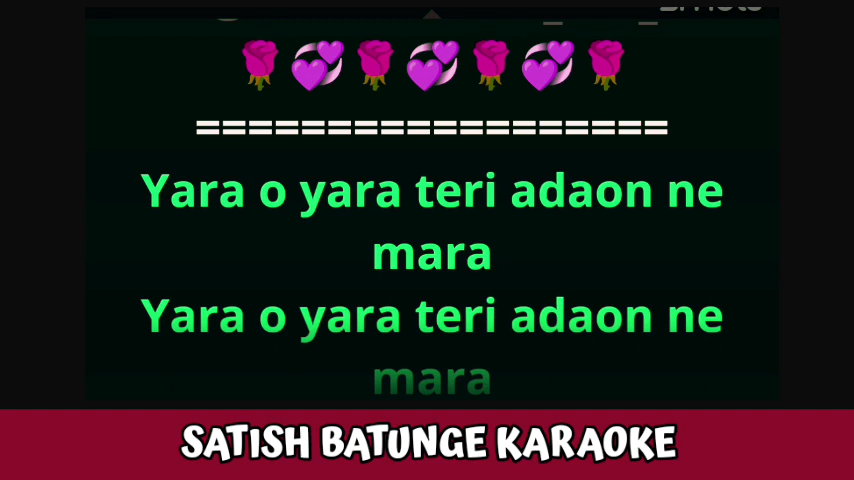 🌹💞🌹💞🌹💞🌹
==================
Yara o yara teri adaon ne
mara
Yara o yara teri adaon ne
mara
SATISH BATUNGE KARAOKE